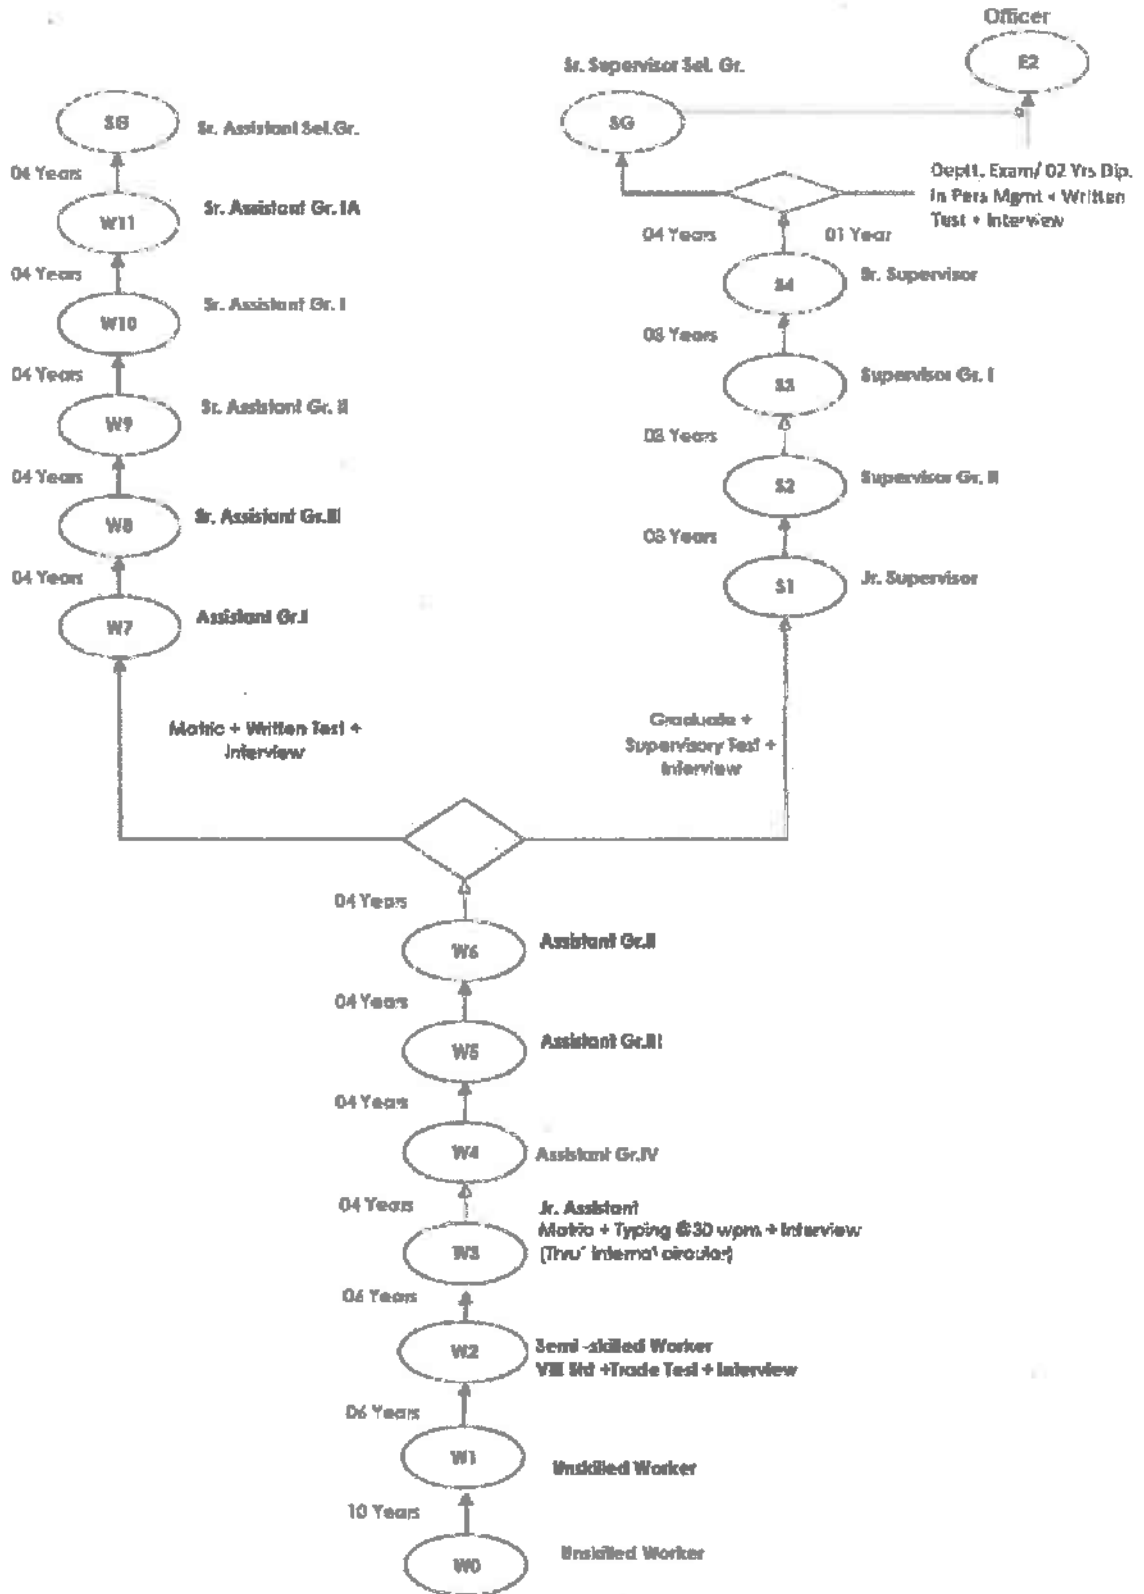 Officer
E2
Sr. Supervisor Sel. Gr.
SG
SG
Sr. Assistant Sel.Gr.
04 Years
Deptt. Exam/ 02 Yrs Dip.
in Pers Mgmt + Written
Test + Interview
W11
Sr. Assistant Gr. IA
04 Years
01 Year
04 Years
S4
Sr. Supervisor
W10
Sr. Assistant Gr. I
03 Years
04 Years
S3
Supervisor Gr. I
W9
Sr. Assistant Gr. II
03 Years
04 Years
S2
Supervisor Gr. II
W8
Sr. Assistant Gr.III
03 Years
04 Years
S1
Jr. Supervisor
W7
Assistant Gr.I
Matric + Written Test +
Interview
Graduate +
Supervisory Test +
Interview
04 Years
W6
Assistant Gr.II
04 Years
W5
Assistant Gr.III
04 Years
W4
Assistant Gr.IV
04 Years
W3
Jr. Assistant
Matric + Typing @30 wpm + Interview
(Thru' internal circular)
06 Years
W2
Semi -skilled Worker
VIII Std +Trade Test + Interview
06 Years
W1
Unskilled Worker
10 Years
W0
Unskilled Worker